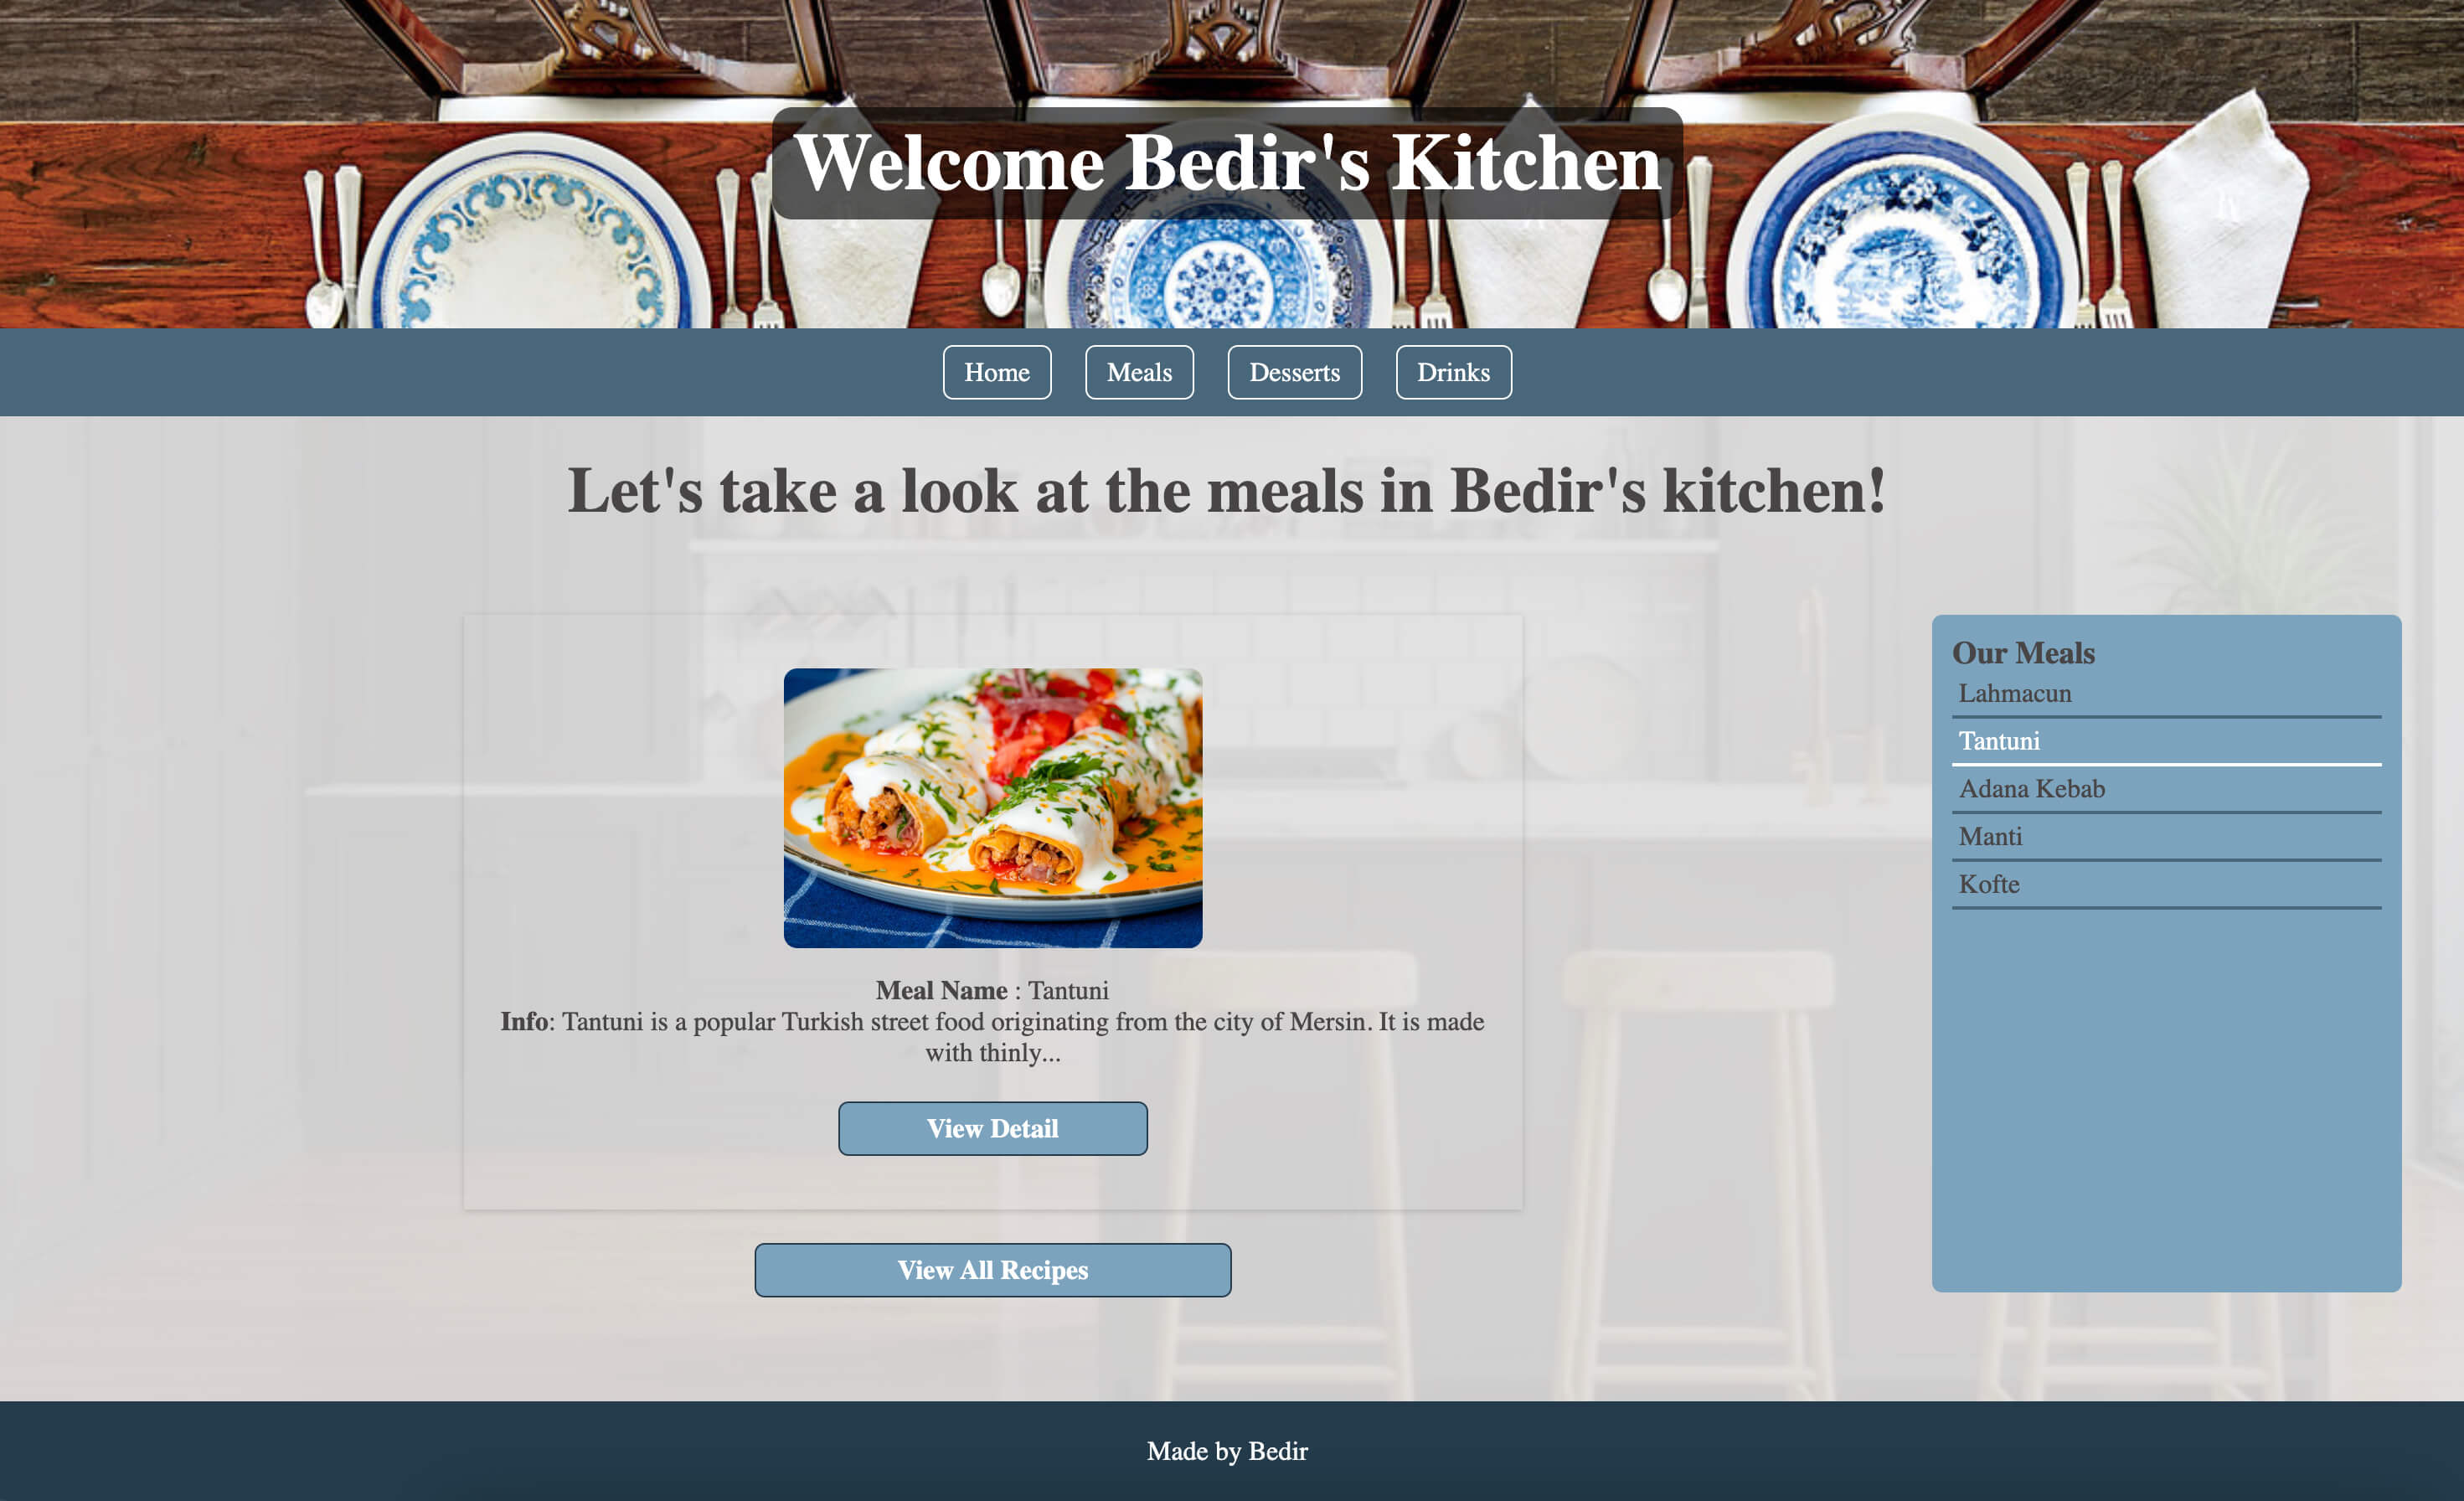 Welcome Bedir's Kitchen
Home
Meals
Desserts
Drinks
Let's take a look at the meals in Bedir's kitchen!
Meal Name : Tantuni
Info: Tantuni is a popular Turkish street food originating from the city of Mersin. It is made
with thinly...
View Detail
View All Recipes
Our Meals
Lahmacun
Tantuni
Adana Kebab
Manti
Kofte
Made by Bedir